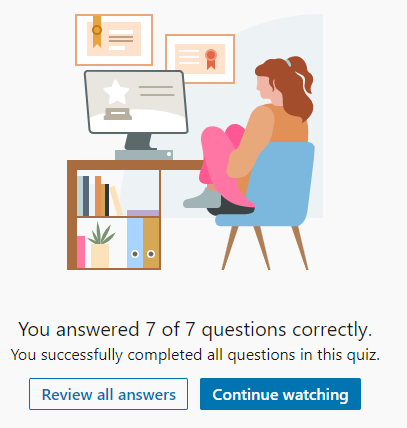 You answered 7 of 7 questions correctly.
You successfully completed all questions in this quiz.
Review all answers
Continue watching